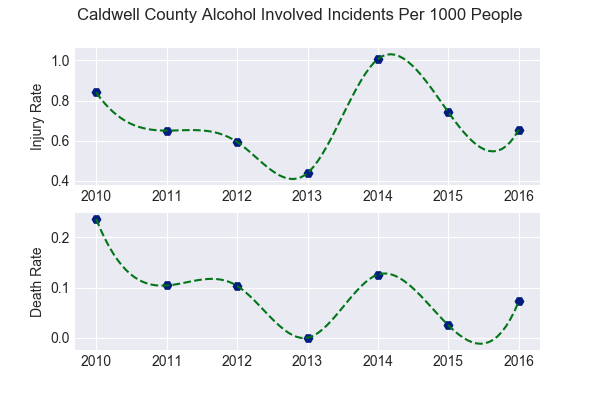 Caldwell County Alcohol Involved Incidents Per 1000 People
Injury Rate
1.0
0.8
0.6
0.4
2010 2011 2012 2013 2014 2015 2016
Death Rate
0.2
0.1
0.0
2010 2011 2012 2013 2014 2015 2016